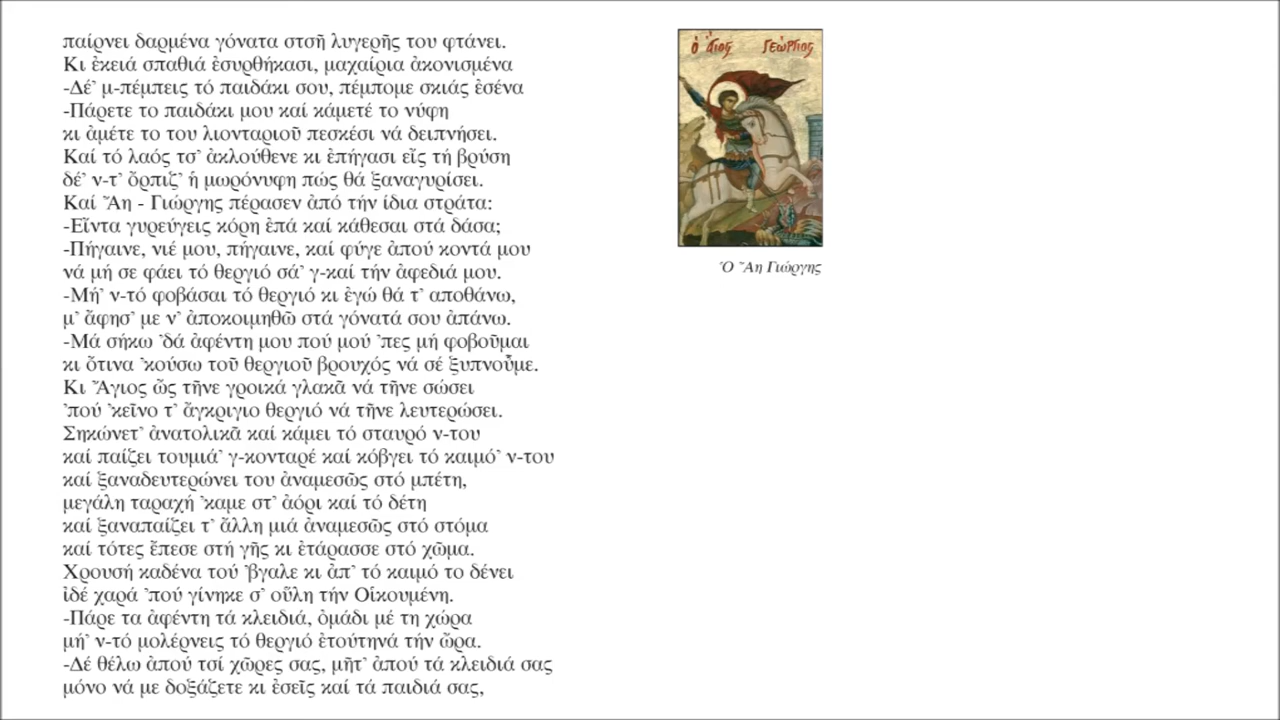 παίρνει δαρμένα γόνατα στσῆ λυγερῆς του φτάνει.
Κι ἐκειά σπαθιά ἐσυρθήκασι, μαχαίρια ἀκονισμένα
-Δέ᾽ μ-πέμπεις τό παιδάκι σου, πέμπομε σκιάς ἐσένα
-Πάρετε το παιδάκι μου καί κάμετέ το νύφη
κι ἀμέτε το του λιονταριοῦ πεσκέσι νά δειπνήσει.
Καί τό λαός τσ᾽ ἀκλούθενε κι ἐπήγασι εἰς τή βρύση
δέ᾽ ν-τ᾽ ὄρπιζ᾽ ἡ μωρόνυφη πώς θά ξαναγυρίσει.
Καί Ἄη - Γιώργης πέρασεν ἀπό τήν ίδια στράτα:
-Εἴντα γυρεύγεις κόρη ἐπά καί κάθεσαι στά δάσα;
-Πήγαινε, νιέ μου, πήγαινε, καί φύγε ἀπού κοντά μου
νά μή σε φάει τό θεργιό σά᾽ γ-καί τήν ἀφεδιά μου.
-Μή᾽ ν-τό φοβάσαι τό θεργιό κι ἐγώ θά τ᾽ αποθάνω,
μ᾽ ἄφησ᾽ με ν᾽ ἀποκοιμηθῶ στά γόνατά σου ἀπάνω.
-Μά σήκω ᾽δά ἀφέντη μου πού μού ᾽πες μή φοβοῦμαι
κι ὄτινα ᾽κούσω τοῦ θεργιοῦ βρουχός νά σέ ξυπνοῦμε.
Κι Ἅγιος ὥς τῆνε γροικά γλακᾶ νά τῆνε σώσει
᾽πού ᾽κεῖνο τ᾽ ἄγκριγιο θεργιό νά τῆνε λευτερώσει.
Σηκώνετ᾽ ἀνατολικᾶ καί κάμει τό σταυρό ν-του
καί παίζει τουμιά᾽ γ-κονταρέ καί κόβγει τό καιμό᾽ ν-του
καί ξαναδευτερώνει του ἀναμεσῶς στό μπέτη,
μεγάλη ταραχή ᾽καμε στ᾽ ἀόρι καί τό δέτη
καί ξαναπαίζει τ᾽ ἄλλη μιά ἀναμεσῶς στό στόμα
καί τότες ἔπεσε στή γῆς κι ἐτάρασσε στό χῶμα.
Χρουσή καδένα τού ᾽βγαλε κι ἀπ᾽ τό καιμό το δένει
ἰδέ χαρά ᾽πού γίνηκε σ᾽ οὔλη τήν Οἰκουμένη.
-Πάρε τα ἀφέντη τά κλειδιά, ὁμάδι μέ τη χώρα
μή᾽ ν-τό μολέρνεις τό θεργιό ἐτούτηνά τήν ὥρα.
-Δέ θέλω ἀπού τσί χῶρες σας, μῆτ᾽ ἀπού τά κλειδιά σας
μόνο νά με δοξάζετε κι ἐσεῖς καί τά παιδιά σας,
ὁ ἅγιος ΓΕΏΡΓΙΟΣ
Ὁ Ἅη Γιώργης